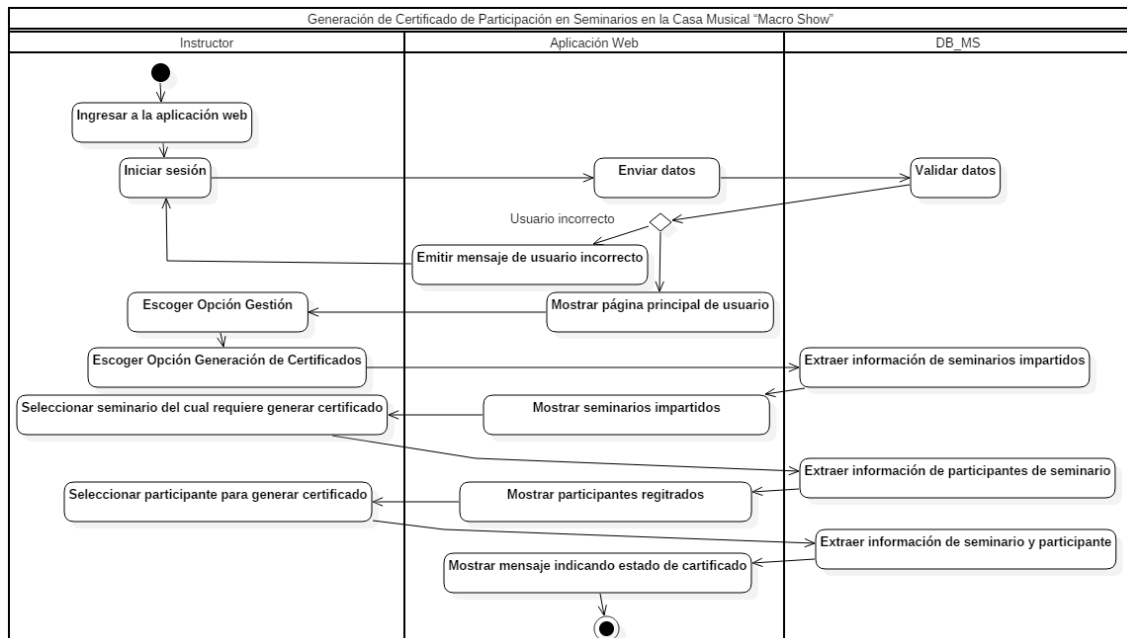 Generación de Certificado de Participación en Seminarios en la Casa Musical “Macro Show”
Instructor
Aplicación Web
DB_MS
Ingresar a la aplicación web
Iniciar sesión
Enviar datos
Validar datos
Usuario incorrecto
Emitir mensaje de usuario incorrecto
Escoger Opción Gestión
Mostrar página principal de usuario
Escoger Opción Generación de Certificados
Extraer información de seminarios impartidos
Seleccionar seminario del cual requiere generar certificado
Mostrar seminarios impartidos
Extraer información de participantes de seminario
Seleccionar participante para generar certificado
Mostrar participantes regitrados
Extraer información de seminario y participante
Mostrar mensaje indicando estado de cartificado